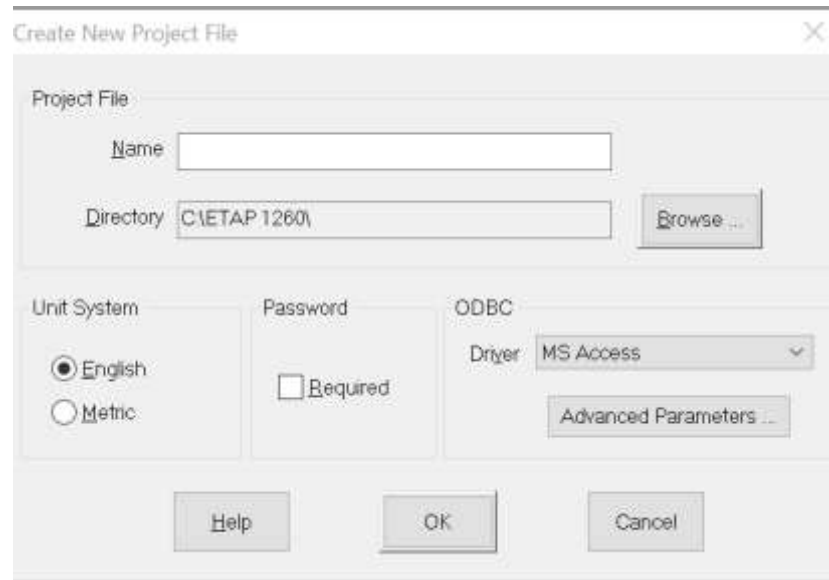 Create New Project File
Project File
Name
Directory C:\ETAP 1260\ Browse ...
Unit System Password ODBC
Driver MS Access
English
Required
Metric
Advanced Parameters ...
Help OK Cancel